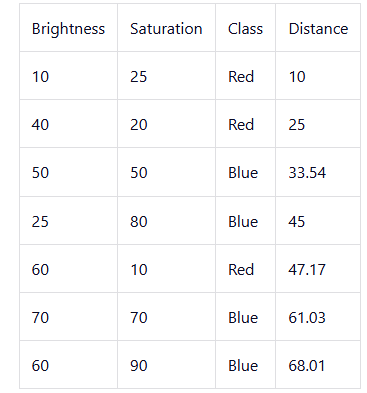 Brightness Saturation Class Distance
10 25 Red 10
40 20 Red 25
50 50 Blue 33.54
25 80 Blue 45
60 10 Red 47.17
70 70 Blue 61.03
60 90 Blue 68.01